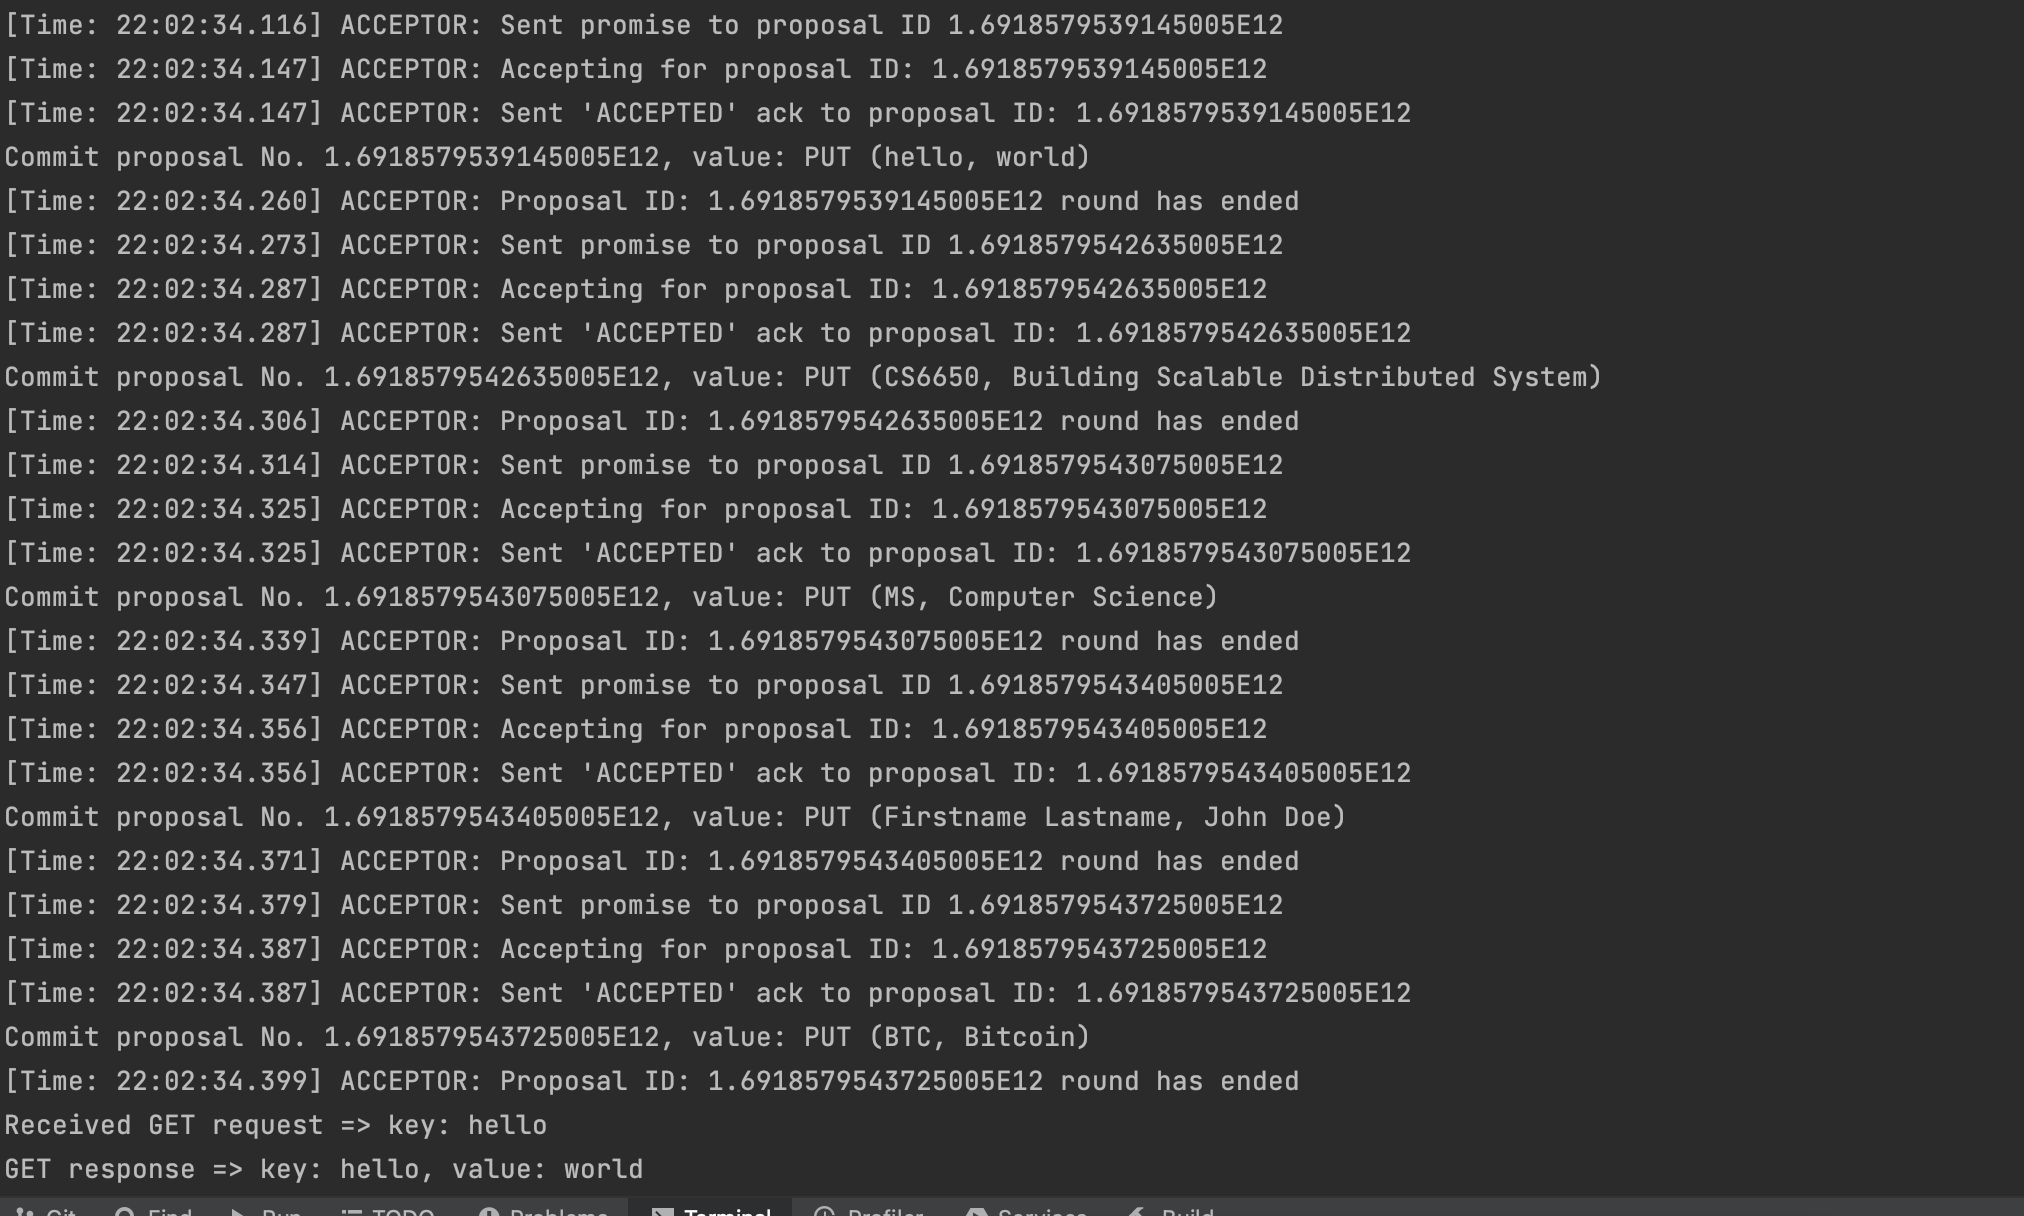 [Time: 22:02:34.116] ACCEPTOR: Sent promise to proposal ID 1.6918579539145005E12
[Time: 22:02:34.147] ACCEPTOR: Accepting for proposal ID: 1.6918579539145005E12
[Time: 22:02:34.147] ACCEPTOR: Sent 'ACCEPTED' ack to proposal ID: 1.6918579539145005E12
Commit proposal No. 1.6918579539145005E12, value: PUT (hello, world)
[Time: 22:02:34.260] ACCEPTOR: Proposal ID: 1.6918579539145005E12 round has ended
[Time: 22:02:34.273] ACCEPTOR: Sent promise to proposal ID 1.6918579542635005E12
[Time: 22:02:34.287] ACCEPTOR: Accepting for proposal ID: 1.6918579542635005E12
[Time: 22:02:34.287] ACCEPTOR: Sent 'ACCEPTED' ack to proposal ID: 1.6918579542635005E12
Commit proposal No. 1.6918579542635005E12, value: PUT (CS6650, Building Scalable Distributed System)
[Time: 22:02:34.306] ACCEPTOR: Proposal ID: 1.6918579542635005E12 round has ended
[Time: 22:02:34.314] ACCEPTOR: Sent promise to proposal ID 1.6918579543075005E12
[Time: 22:02:34.325] ACCEPTOR: Accepting for proposal ID: 1.6918579543075005E12
[Time: 22:02:34.325] ACCEPTOR: Sent 'ACCEPTED' ack to proposal ID: 1.6918579543075005E12
Commit proposal No. 1.6918579543075005E12, value: PUT (MS, Computer Science)
[Time: 22:02:34.339] ACCEPTOR: Proposal ID: 1.6918579543075005E12 round has ended
[Time: 22:02:34.347] ACCEPTOR: Sent promise to proposal ID 1.6918579543405005E12
[Time: 22:02:34.356] ACCEPTOR: Accepting for proposal ID: 1.6918579543405005E12
[Time: 22:02:34.356] ACCEPTOR: Sent 'ACCEPTED' ack to proposal ID: 1.6918579543405005E12
Commit proposal No. 1.6918579543405005E12, value: PUT (Firstname Lastname, John Doe)
[Time: 22:02:34.371] ACCEPTOR: Proposal ID: 1.6918579543405005E12 round has ended
[Time: 22:02:34.379] ACCEPTOR: Sent promise to proposal ID 1.6918579543725005E12
[Time: 22:02:34.387] ACCEPTOR: Accepting for proposal ID: 1.6918579543725005E12
[Time: 22:02:34.387] ACCEPTOR: Sent 'ACCEPTED' ack to proposal ID: 1.6918579543725005E12
Commit proposal No. 1.6918579543725005E12, value: PUT (BTC, Bitcoin)
[Time: 22:02:34.399] ACCEPTOR: Proposal ID: 1.6918579543725005E12 round has ended
Received GET request => key: hello
GET response => key: hello, value: world
Git Find Run TODO Problems Terminal Profiler Services Build